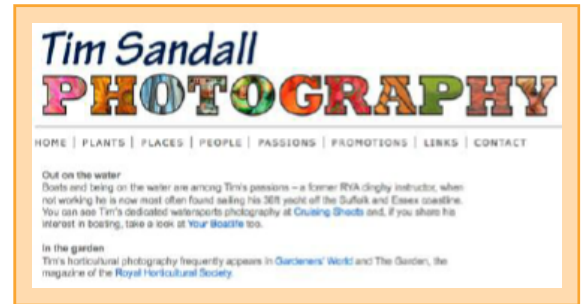 Tim Sandall
PHOTOGRAPHY
HOME | PLANTS | PLACES | PEOPLE | PASSIONS | PROMOTIONS | LINKS | CONTACT
Out on the water
Boats and being on the water are among Tim's passions – a former RYA dinghy instructor, when
not working he is now most often found sailing his 36ft yacht off the Suffolk and Essex coastline.
You can see Tim's dedicated watersports photography at Cruising Shoots and, if you share his
interest in boating, take a look at Your Boatlife too.
In the garden
Tim's horticultural photography frequently appears in Gardeners' World and The Garden, the
magazine of the Royal Horticultural Society.